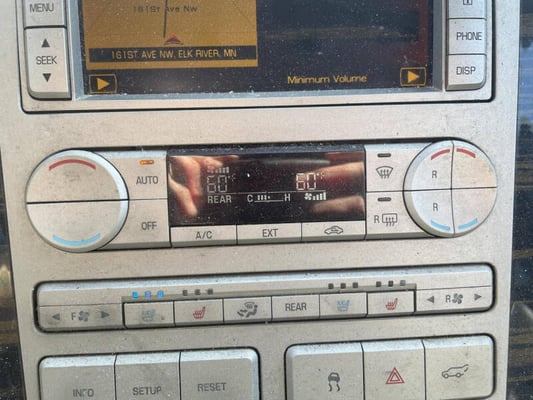 MENU
161ST Ave NW
SEEK
161ST AVE NW, ELK RIVER, MN
Minimum Volume
PHONE
DISP
AUTO
OFF
60°F
60°F
REAR C H
R
R
R
A/C
EXT
F
REAR
R
INFO
SETUP
RESET